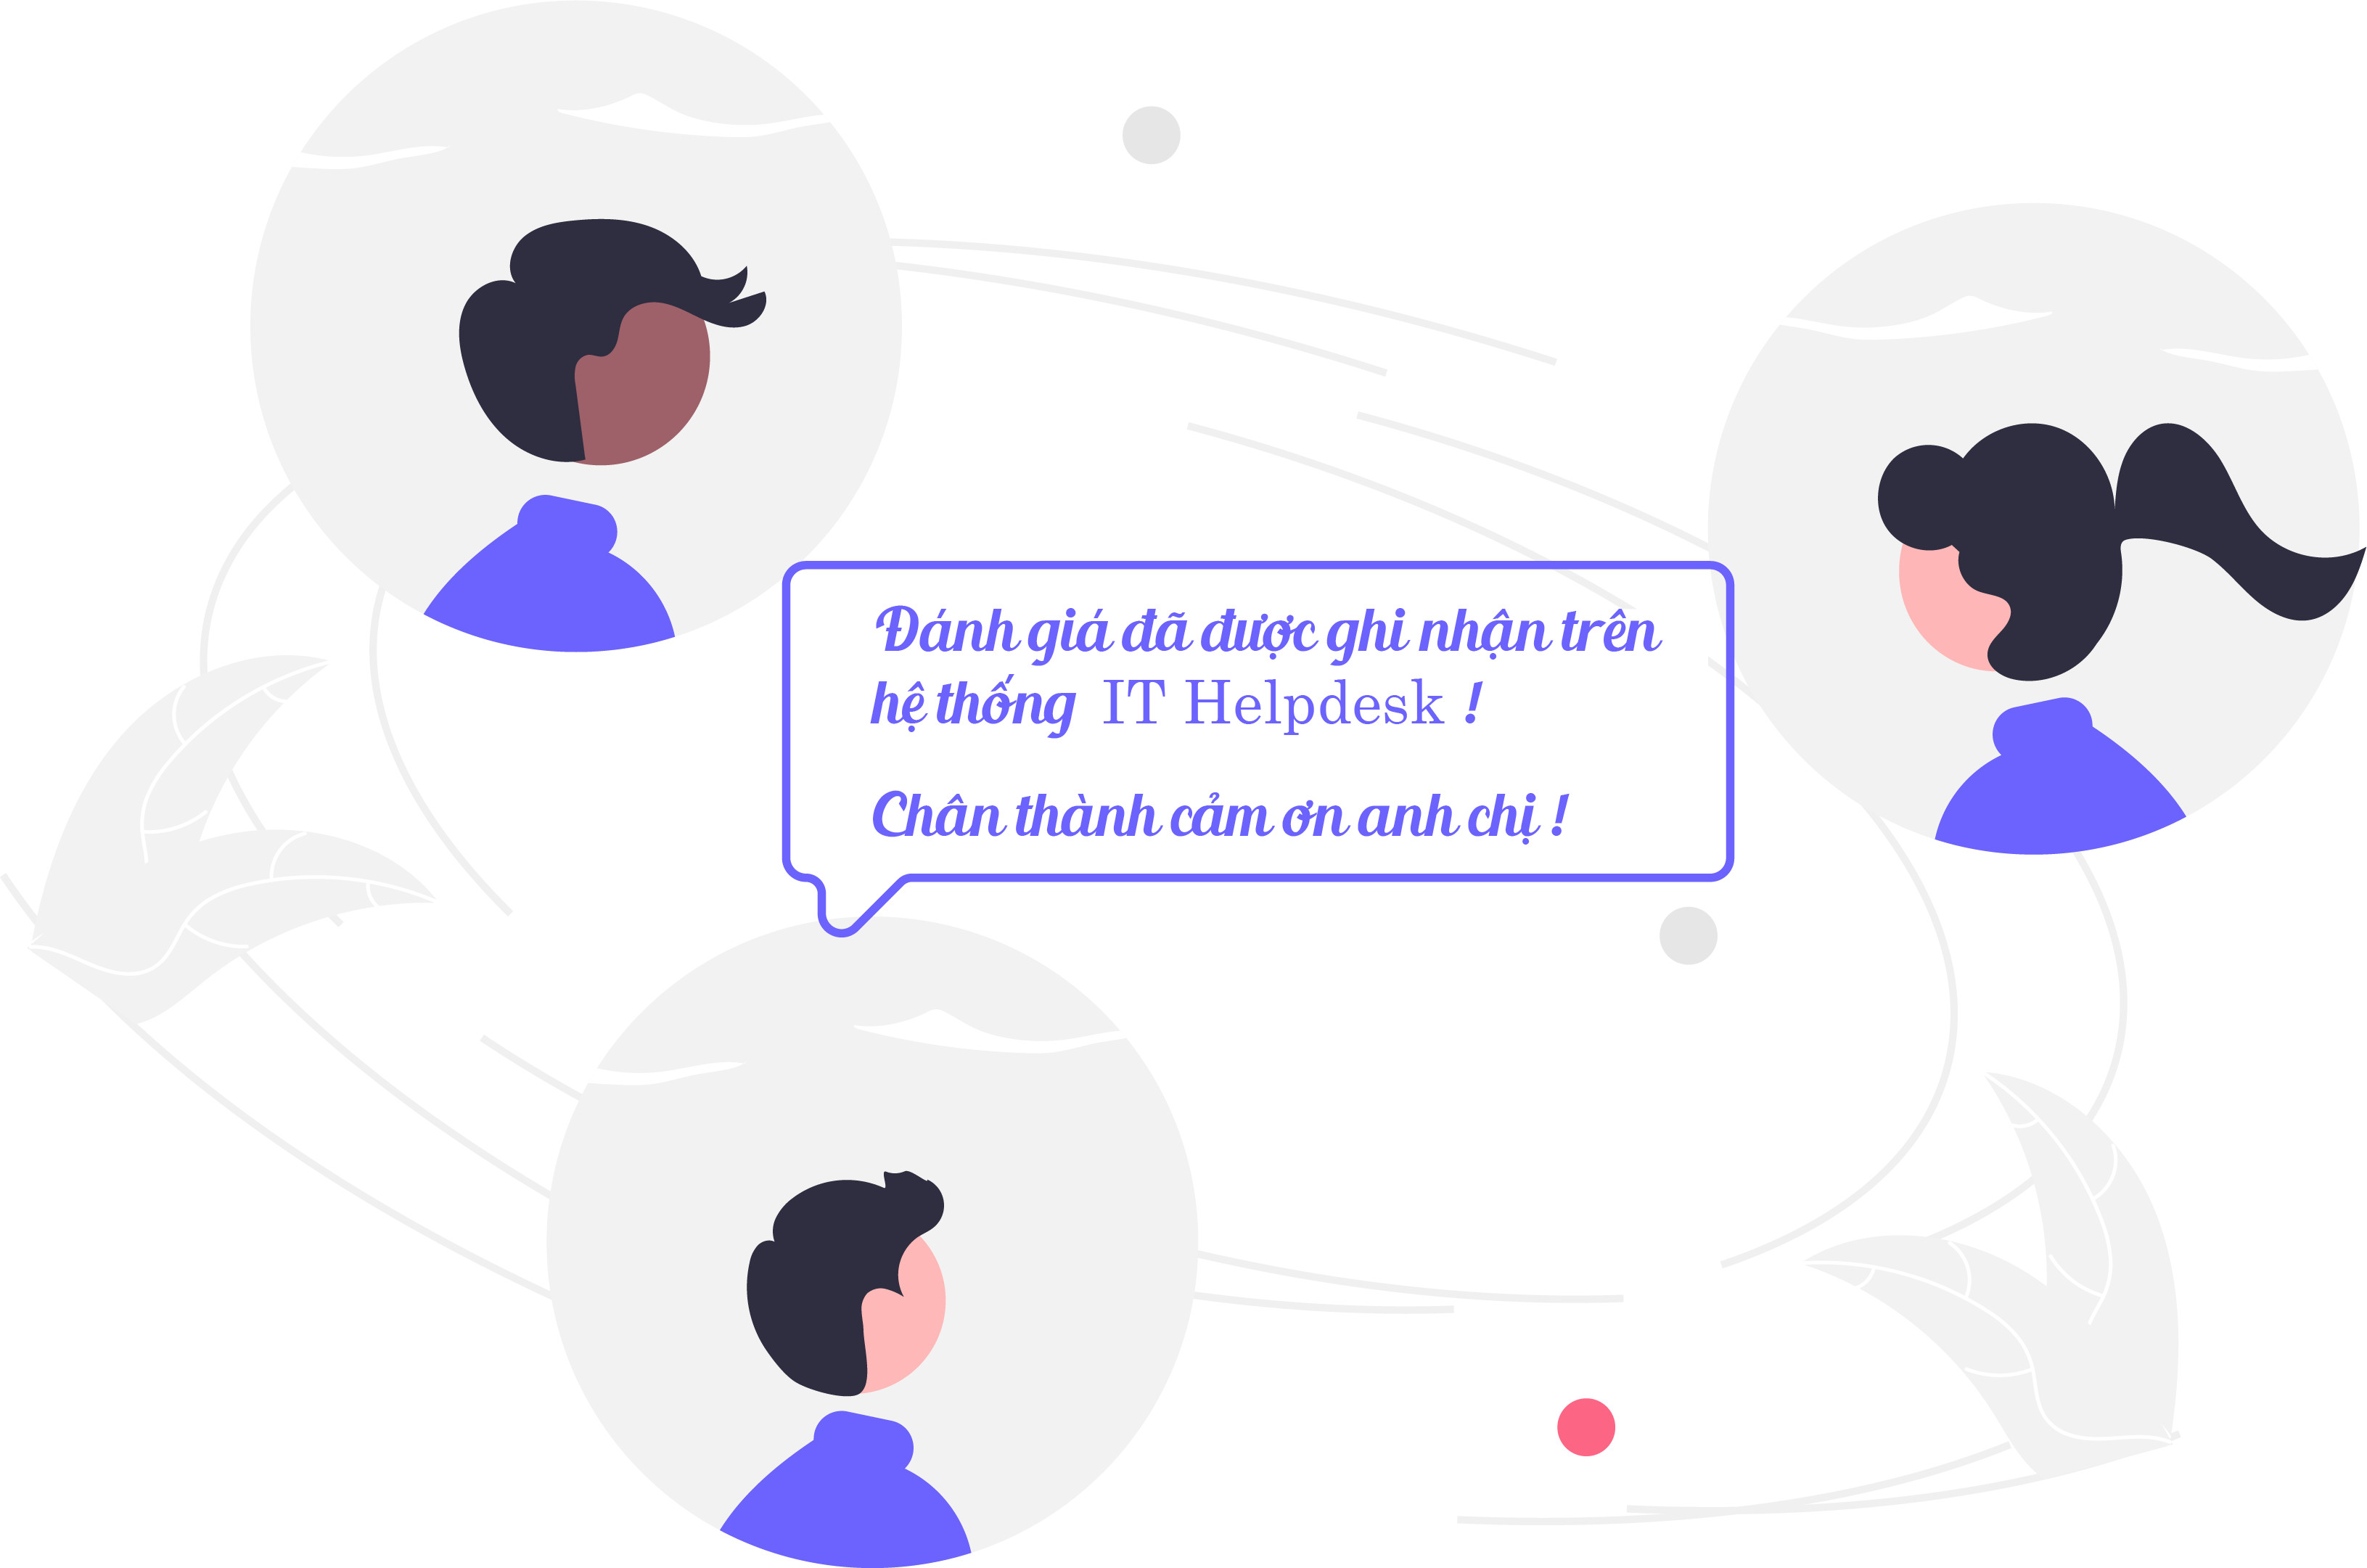 Đánh giá đã được ghi nhận trên
hệ thống IT Helpdesk !
Chân thành cảm ơn anh chị !